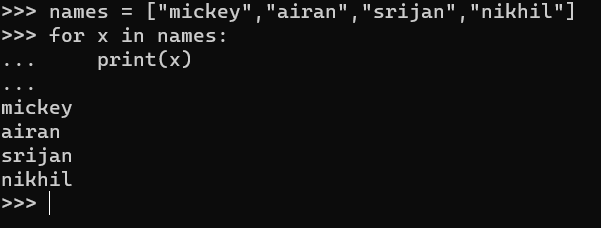 >>> names = ["mickey","airan","srijan","nikhil"]
>>> for x in names:
...     print(x)
...
mickey
airan
srijan
nikhil
>>>